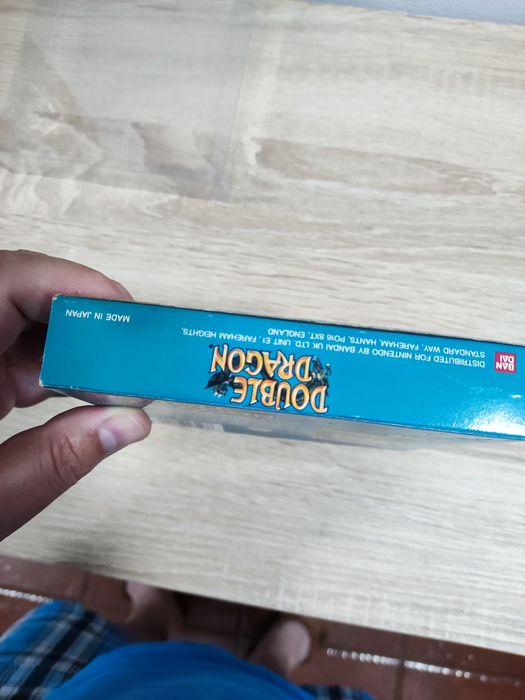 BAN
DAI
DISTRIBUTED FOR NINTENDO BY BANDAI UK LTD. UNIT E1, FAREHAM HEIGHTS,
STANDARD WAY, FAREHAM, HANTS. PO16 8XT, ENGLAND
DOUBLE
DRAGON
MADE IN JAPAN